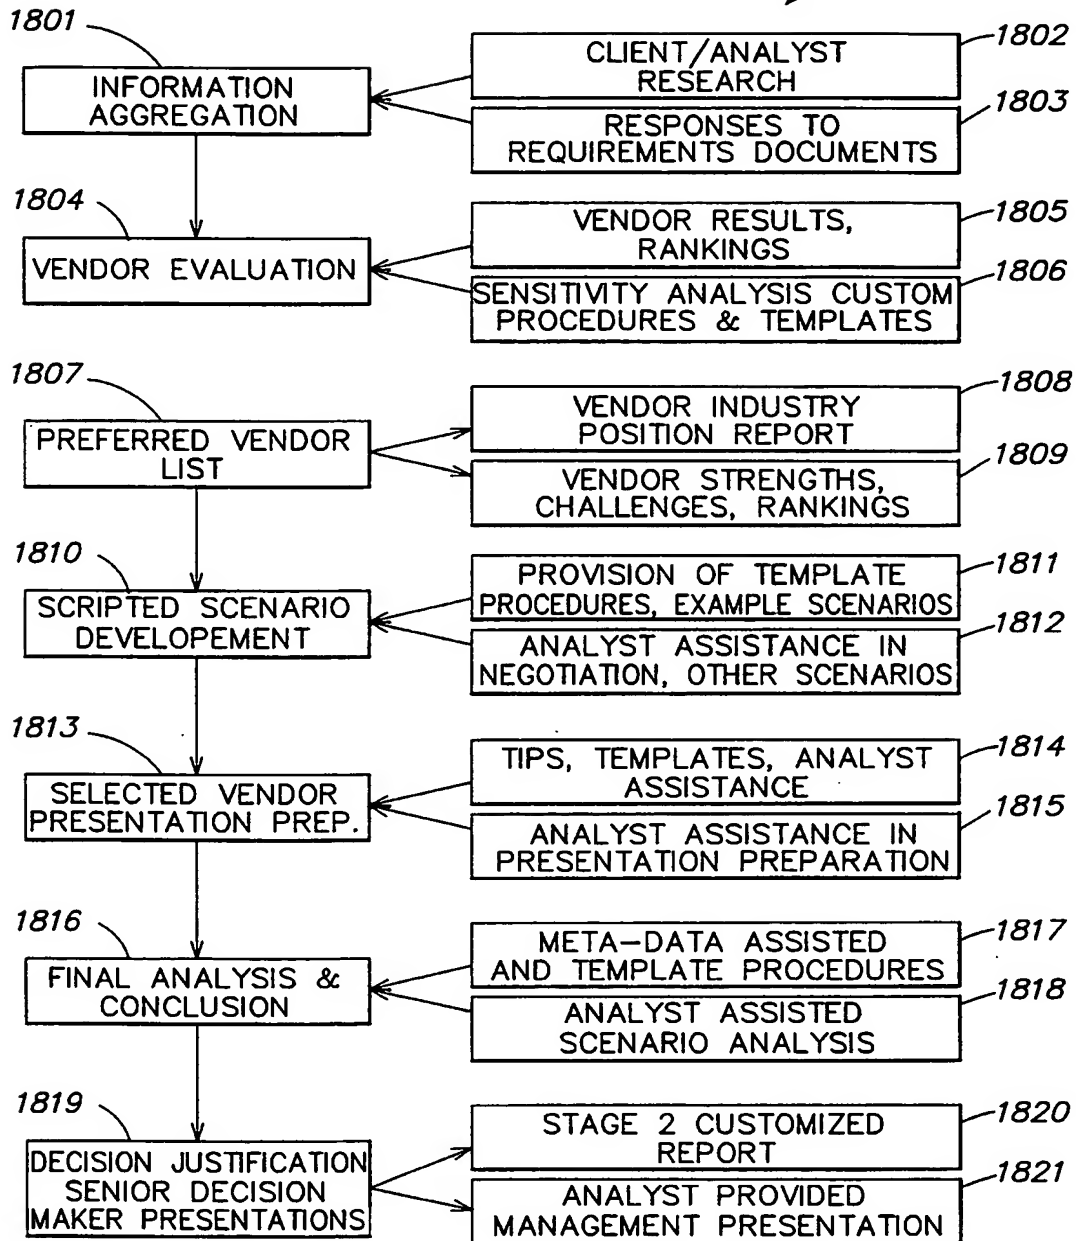 1801
1802
INFORMATION
AGGREGATION
CLIENT/ANALYST
RESEARCH
1803
RESPONSES TO
REQUIREMENTS DOCUMENTS
1804
1805
VENDOR EVALUATION
VENDOR RESULTS,
RANKINGS
1806
SENSITIVITY ANALYSIS CUSTOM
PROCEDURES & TEMPLATES
1807
1808
PREFERRED VENDOR
LIST
VENDOR INDUSTRY
POSITION REPORT
1809
VENDOR STRENGTHS,
CHALLENGES, RANKINGS
1810
1811
SCRIPTED SCENARIO
DEVELOPEMENT
PROVISION OF TEMPLATE
PROCEDURES, EXAMPLE SCENARIOS
1812
ANALYST ASSISTANCE IN
NEGOTIATION, OTHER SCENARIOS
1813
1814
SELECTED VENDOR
PRESENTATION PREP.
TIPS, TEMPLATES, ANALYST
ASSISTANCE
1815
ANALYST ASSISTANCE IN
PRESENTATION PREPARATION
1816
1817
FINAL ANALYSIS &
CONCLUSION
META-DATA ASSISTED
AND TEMPLATE PROCEDURES
1818
ANALYST ASSISTED
SCENARIO ANALYSIS
1819
1820
DECISION JUSTIFICATION
SENIOR DECISION
MAKER PRESENTATIONS
STAGE 2 CUSTOMIZED
REPORT
1821
ANALYST PROVIDED
MANAGEMENT PRESENTATION